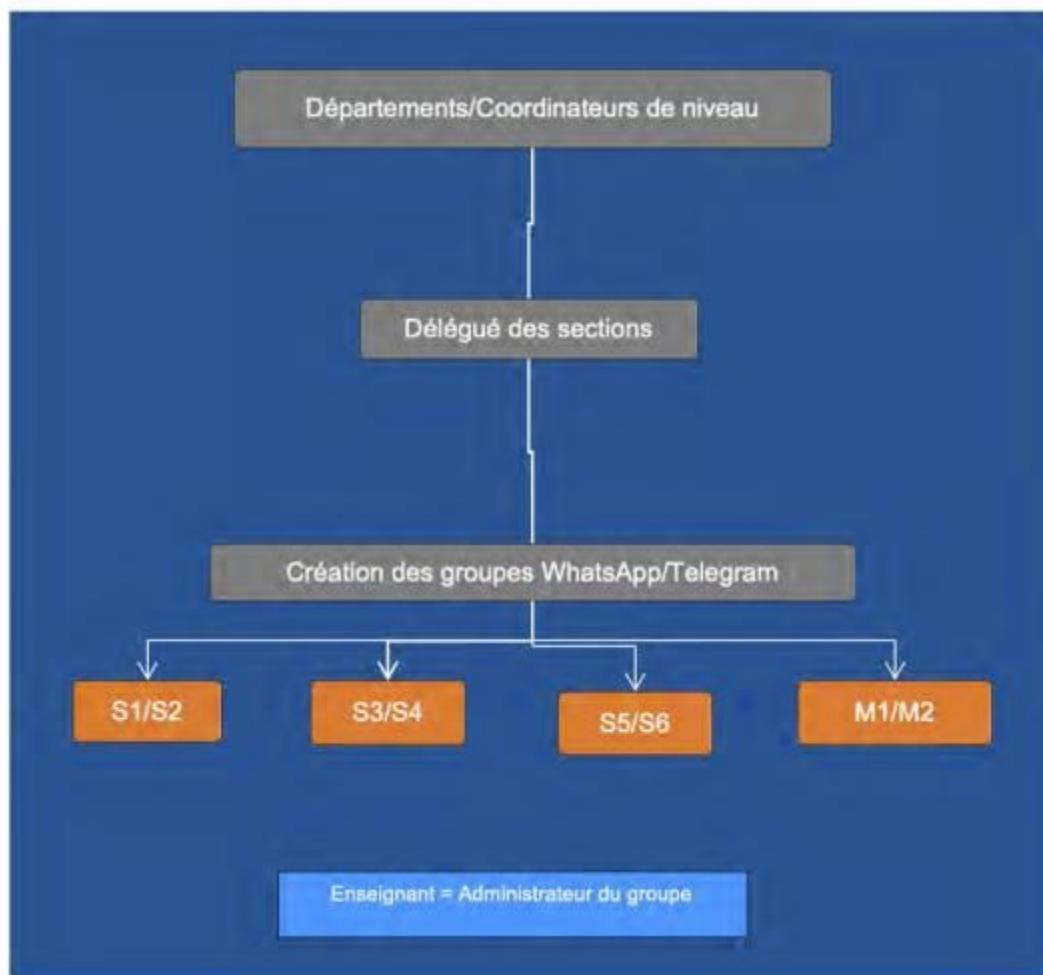 Départements/Coordinateurs de niveau
Délégué des sections
Création des groupes WhatsApp/Telegram
S1/S2
S3/S4
S5/S6
M1/M2
Enseignant = Administrateur du groupe